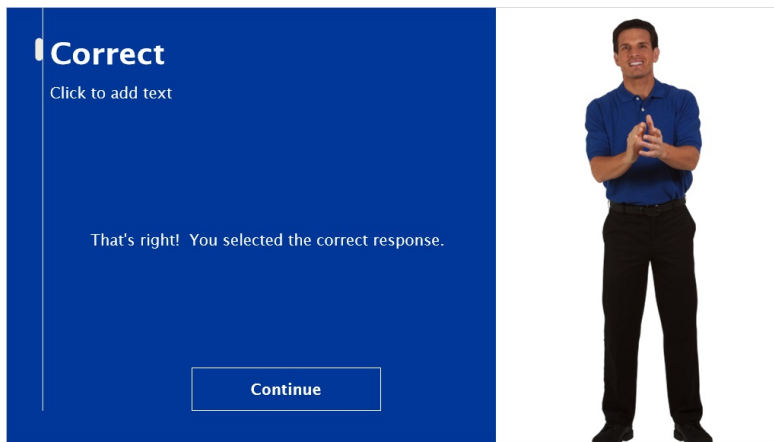 Correct
Click to add text
That's right!  You selected the correct response.
Continue